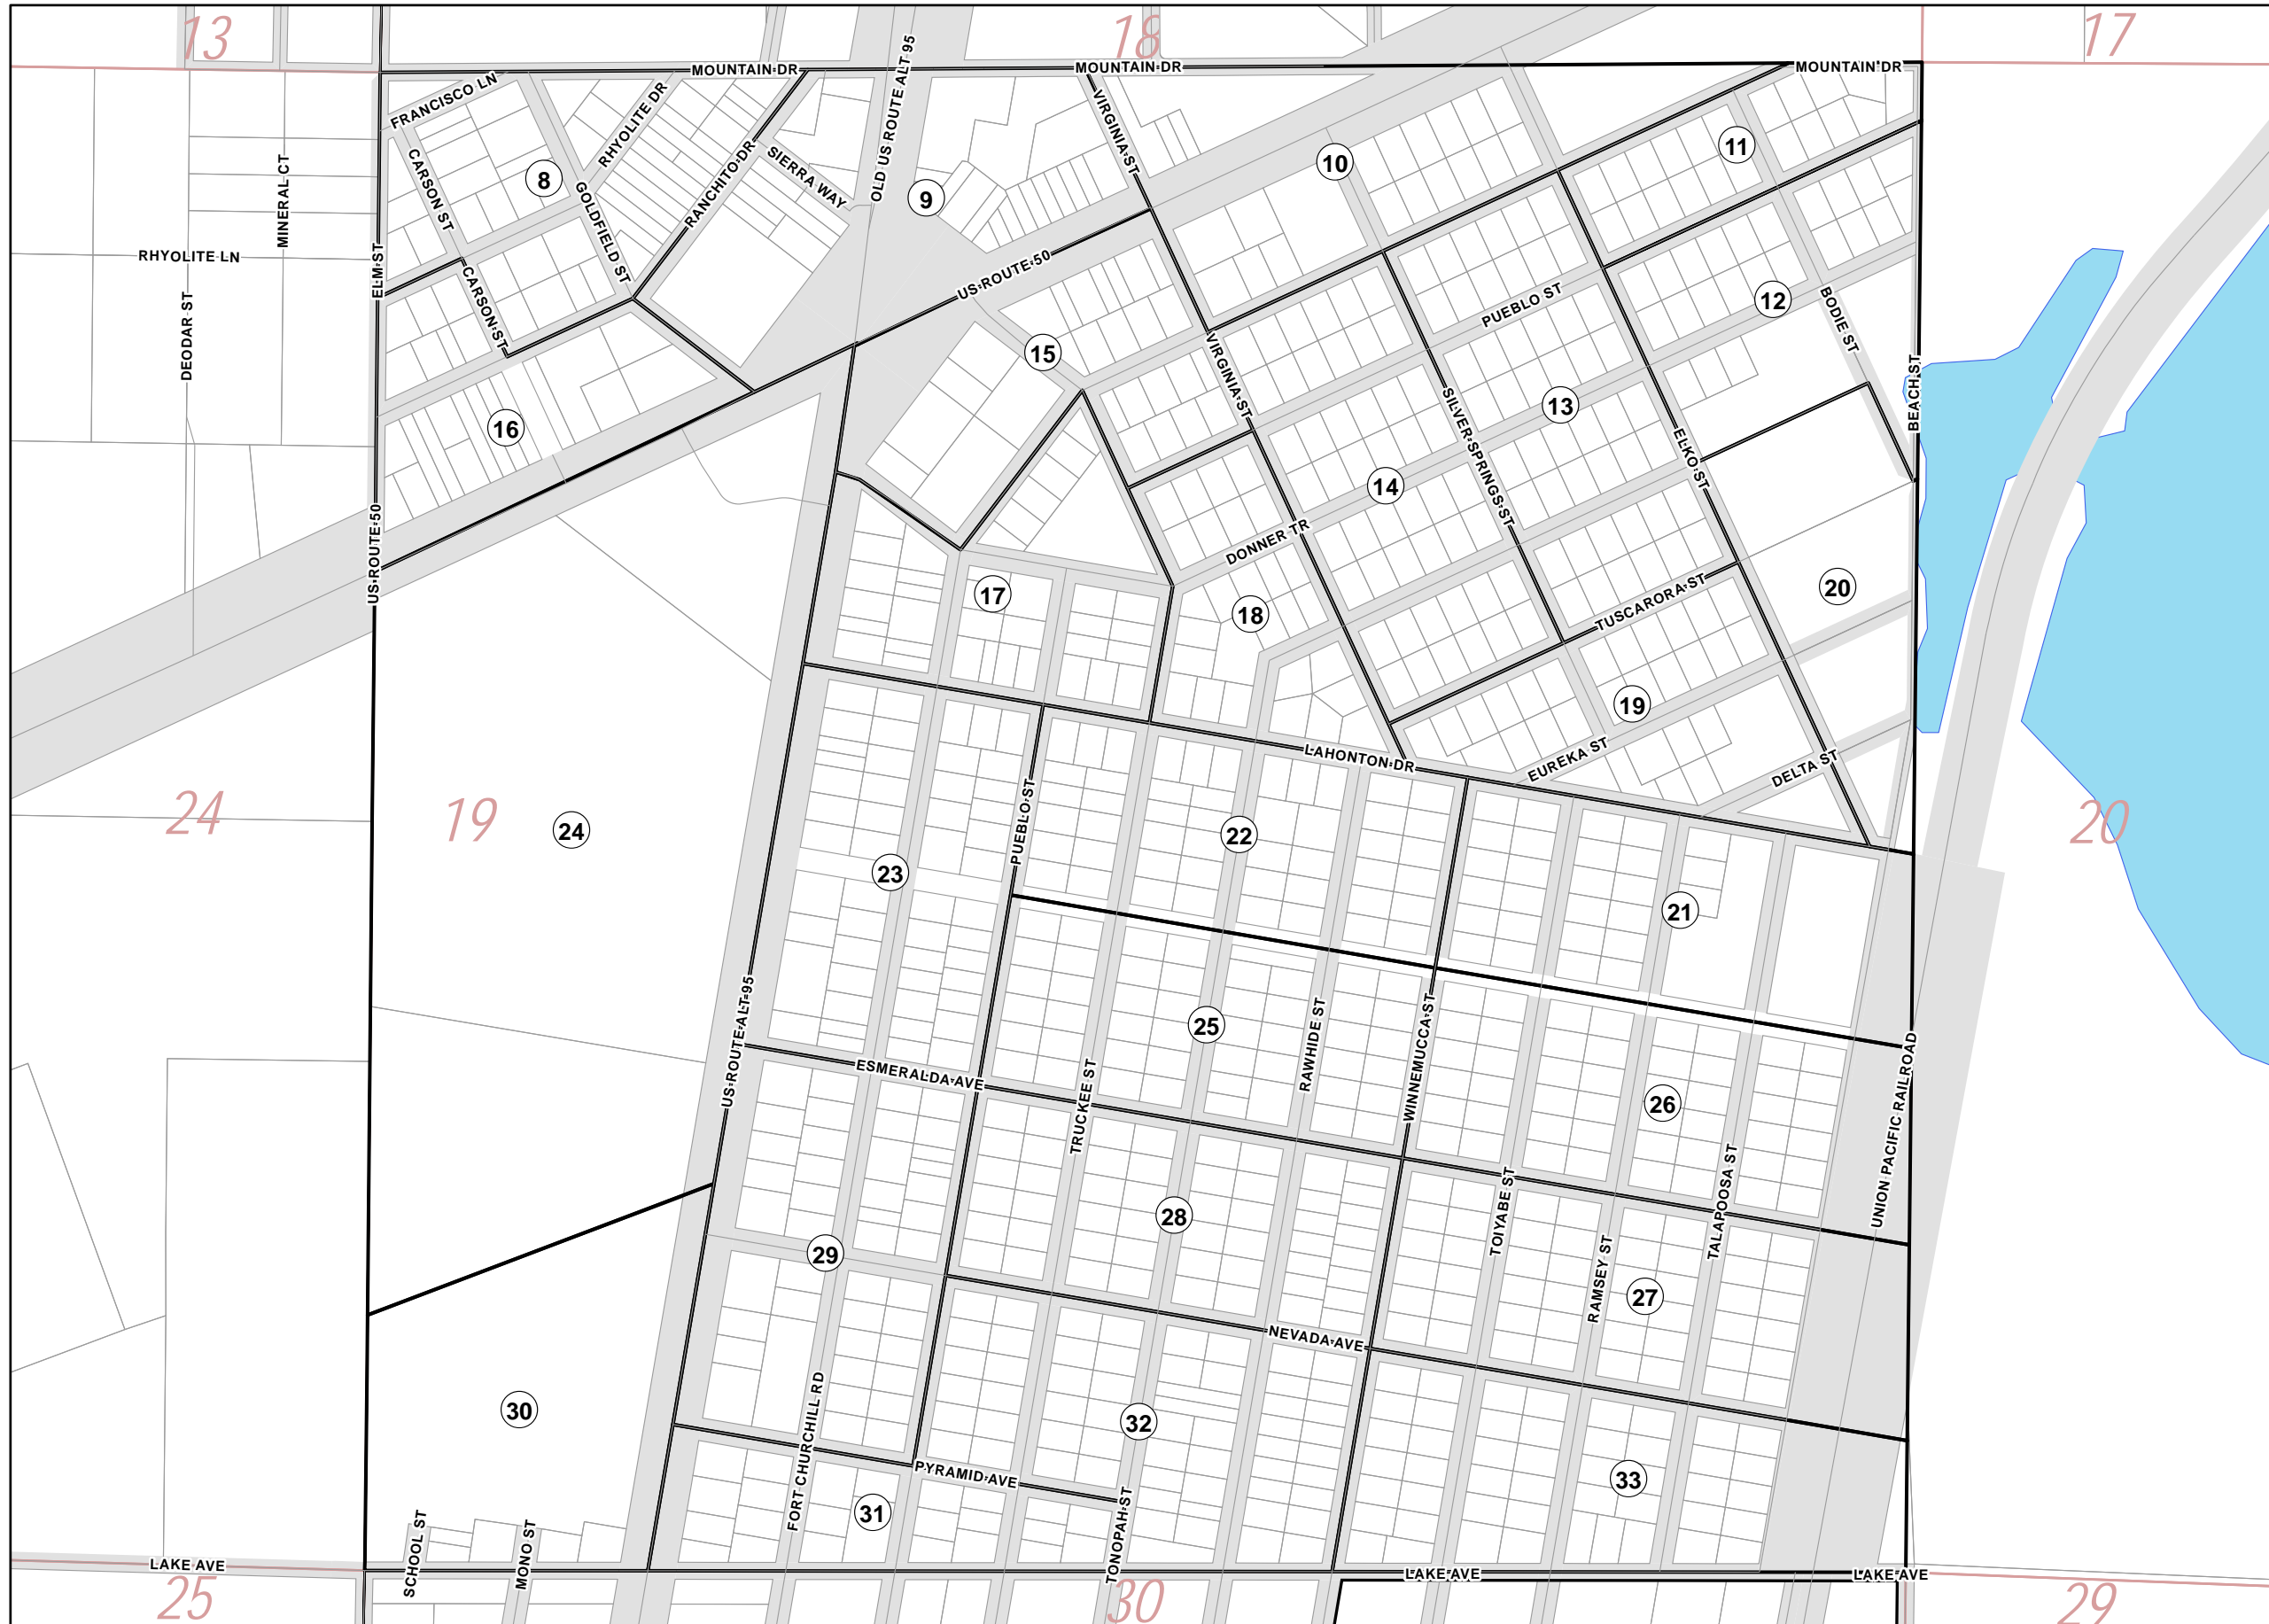 13
18
17
MOUNTAIN DR
MOUNTAIN DR
MOUNTAIN DR
FRANCISCO LN
RHYOLITE DR
OLD US ROUTE ALT 95
VIRGINIA ST
CARSON ST
8
GOLDFIELD ST
RANCHITO DR
SIERRA WAY
9
10
11
MINERAL CT
RHYOLITE LN
ELM ST
DEODAR ST
CARSON ST
US ROUTE 50
15
PUEBLO ST
12
BODIE ST
VIRGINIA ST
SILVER SPRINGS ST
13
BEACH ST
16
14
ELKO ST
US ROUTE 50
DONNER TR
17
18
TUSCARORA ST
20
19
LAHONTON DR
EUREKA ST
DELTA ST
24
19
24
PUEBLO ST
22
20
23
21
US ROUTE ALT 95
25
RAWHIDE ST
WINNEMUCCA ST
ESMERALDA AVE
TRUCKEE ST
26
UNION PACIFIC RAILROAD
28
TOIYABE ST
TALAPOOSA ST
29
RAMSEY ST
27
NEVADA AVE
30
FORT CHURCHILL RD
32
PYRAMID AVE
33
31
SCHOOL ST
MONO ST
TONOPAH ST
LAKE AVE
LAKE AVE
LAKE AVE
25
30
29